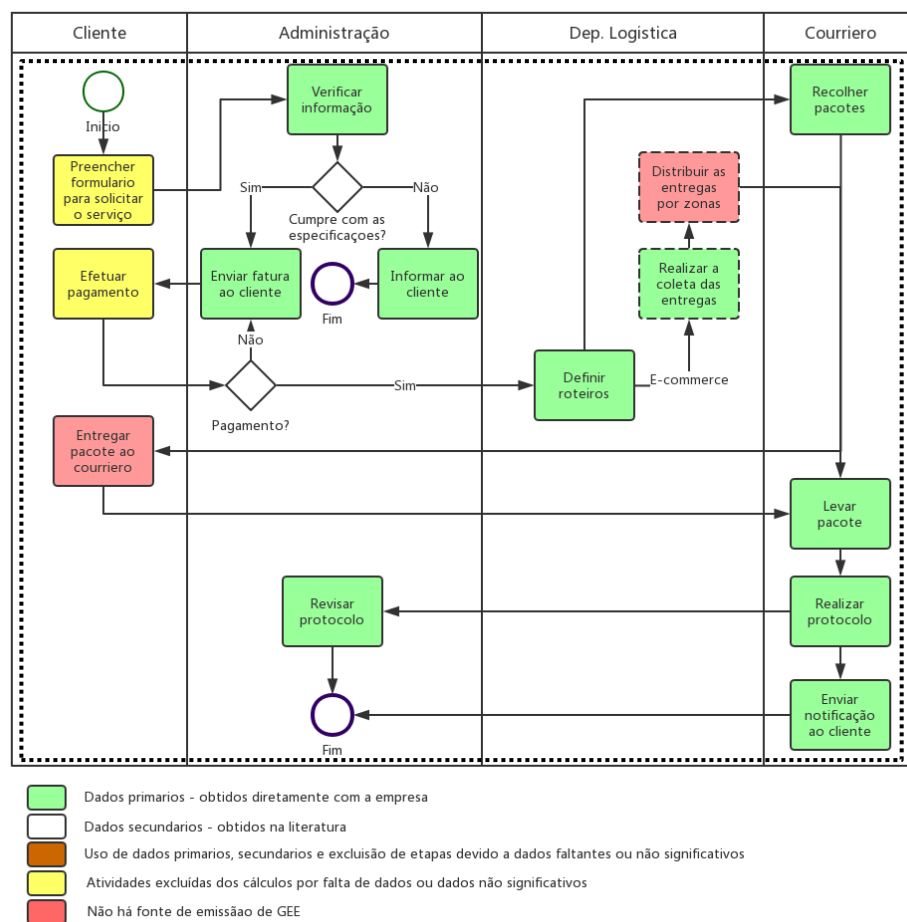 Cliente
Administração
Dep. Logistica
Courriero
Inicio
Verificar
informação
Recolher
pacotes
Preencher
formulario
para solicitar
o serviço
Sim
Não
Cumpre com as
especificaçoes?
Distribuir as
entregas
por zonas
Efetuar
pagamento
Enviar fatura
ao cliente
Fim
Informar ao
cliente
Realizar a
coleta das
entregas
Não
Pagamento?
Sim
Definir
roteiros
E-commerce
Entregar
pacote ao
courriero
Levar
pacote
Revisar
protocolo
Realizar
protocolo
Fim
Enviar
notificação
ao cliente
Dados primarios - obtidos diretamente com a empresa
Dados secundarios - obtidos na literatura
Uso de dados primarios, secundarios e excluisão de etapas devido a dados faltantes ou não significativos
Atividades excluídas dos cálculos por falta de dados ou dados não significativos
Não há fonte de emissãao de GEE